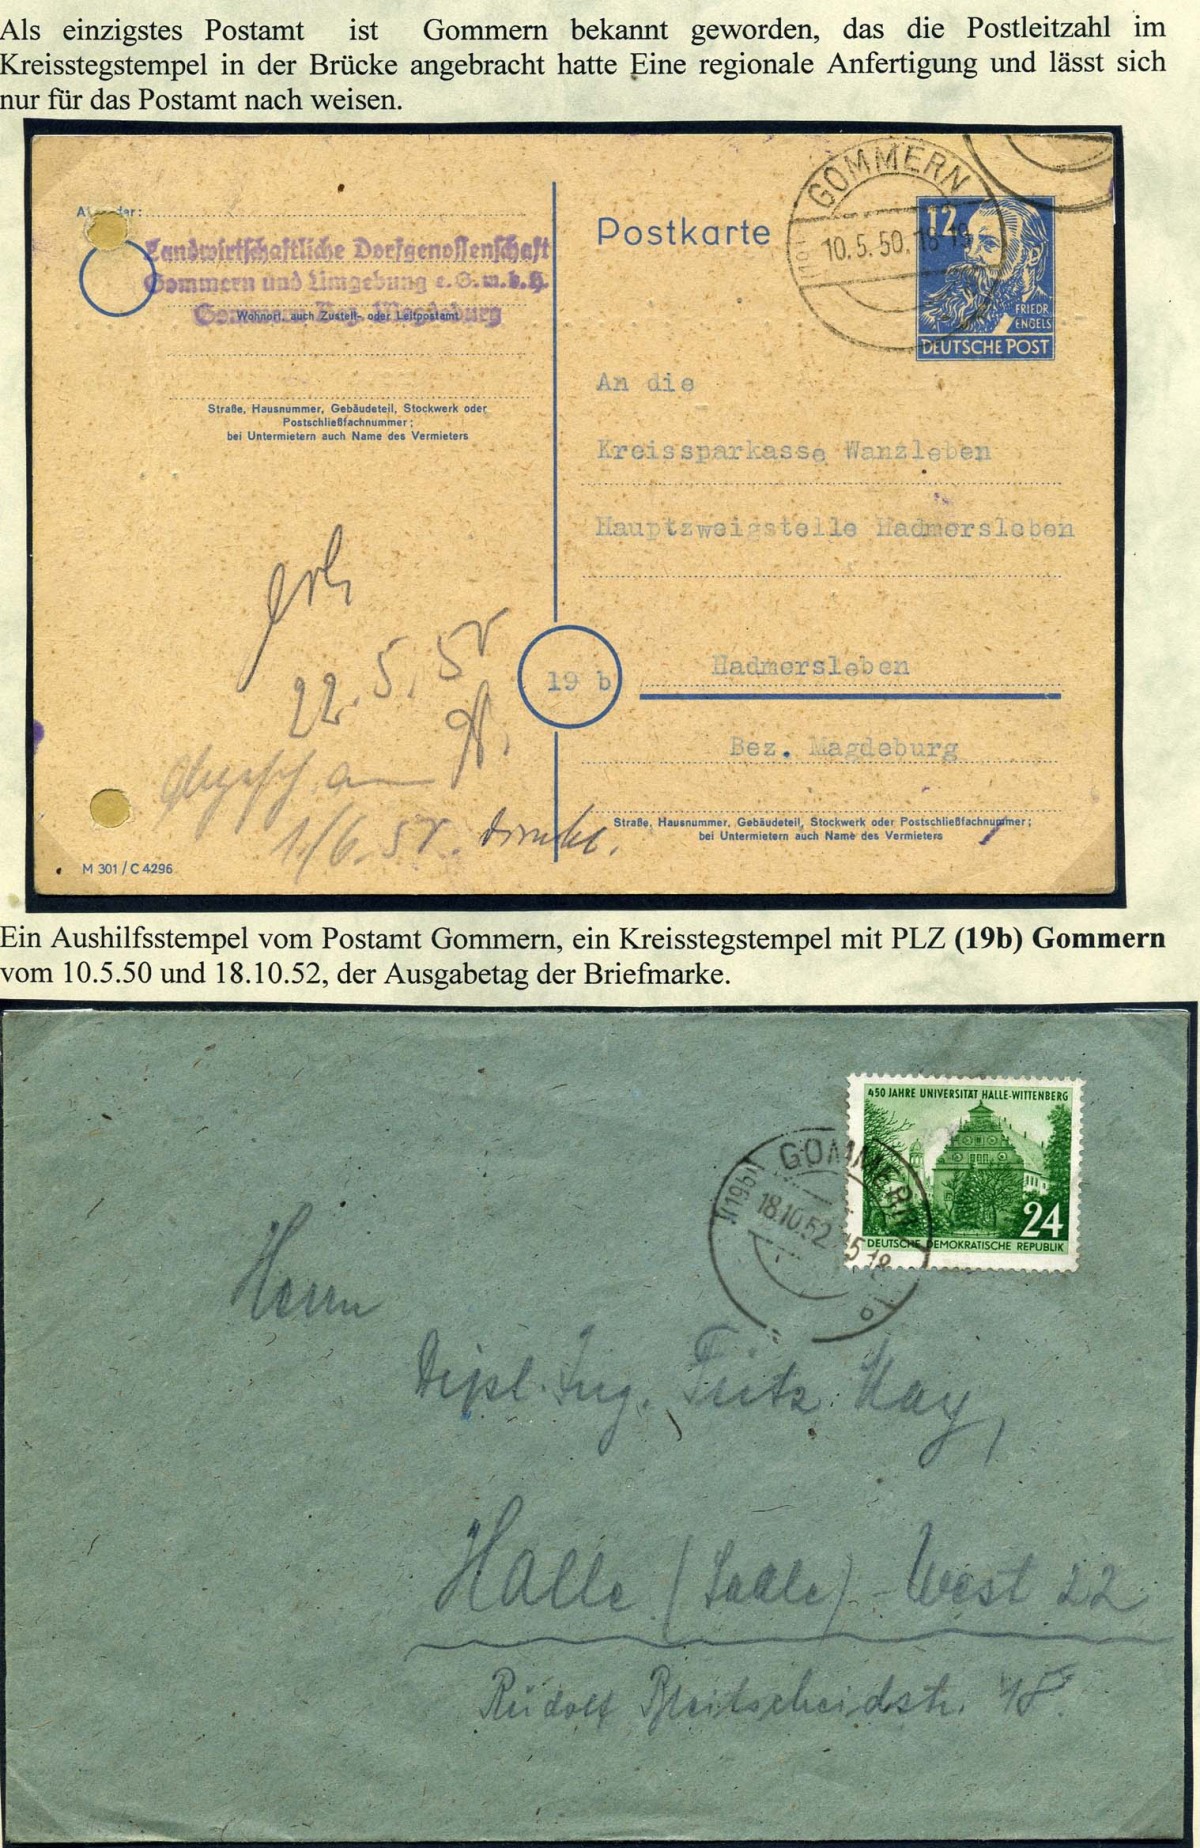 Als einzigstes Postamt ist Gommern bekannt geworden, das die Postleitzahl im
Kreisstegstempel in der Brücke angebracht hatte Eine regionale Anfertigung und lässt sich
nur für das Postamt nach weisen.
GOMMERN
(19b)
10.5.50.18-19
Landwirtschaftliche Dorfgenossenschaft
Gommern und Umgebung e.G.m.b.H.
Wohnort, auch Zustell- oder Leitpostamt
Straße, Hausnummer, Gebäudeteil, Stockwerk oder
Postschließfachnummer;
bei Untermietern auch Name des Vermieters
Postkarte
12
FRIEDR
ENGELS
DEUTSCHE POST
An die
Kreissparkasse Wanzleben
Hauptzweigstelle Hadmersleben
19 b
Hadmersleben
Bez. Magdeburg
Straße, Hausnummer, Gebäudeteil, Stockwerk oder Postschließfachnummer;
bei Untermietern auch Name des Vermieters
22.5.50
1/6.50
M 301 / C 4296
Ein Aushilfsstempel vom Postamt Gommern, ein Kreisstegstempel mit PLZ (19b) Gommern
vom 10.5.50 und 18.10.52, der Ausgabetag der Briefmarke.
450 JAHRE UNIVERSITÄT HALLE-WITTENBERG
24
DEUTSCHE DEMOKRATISCHE REPUBLIK
GOMMERN
(19b)
18.10.52
Herrn
Dipl. Ing. Fritz May,
Halle (Saale) - West 22
Rudolf Breitscheidstr.